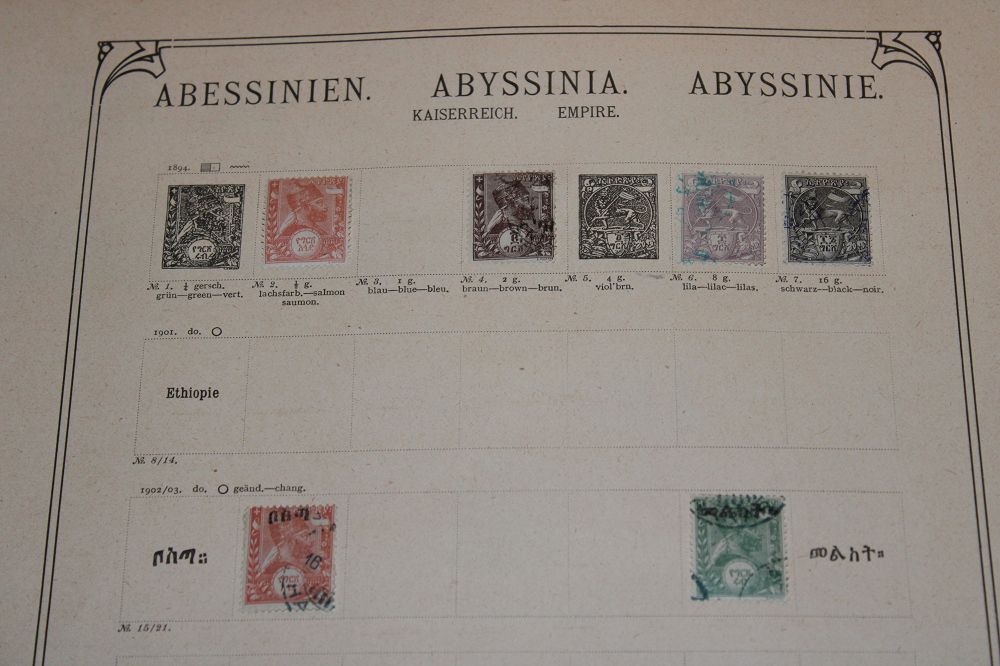 ABESSINIEN. ABYSSINIA. ABYSSINIE.
KAISERREICH. EMPIRE.
1894.
№ 1. ¼ gersch. № 2. ½ g. № 3. 1 g. № 4. 2 g. № 5. 4 g. № 6. 8 g. № 7. 16 g.
grün—green—vert. lachsfarb.—salmon blau—blue—bleu. braun—brown—brun. viol'brn. lila—lilac—lilas. schwarz—black—noir.
saumon.
1901. do.
Ethiopie
№ 8/14.
1902/03. do. geänd.—chang.
ቦስጣ። መልክት።
№ 15/21.